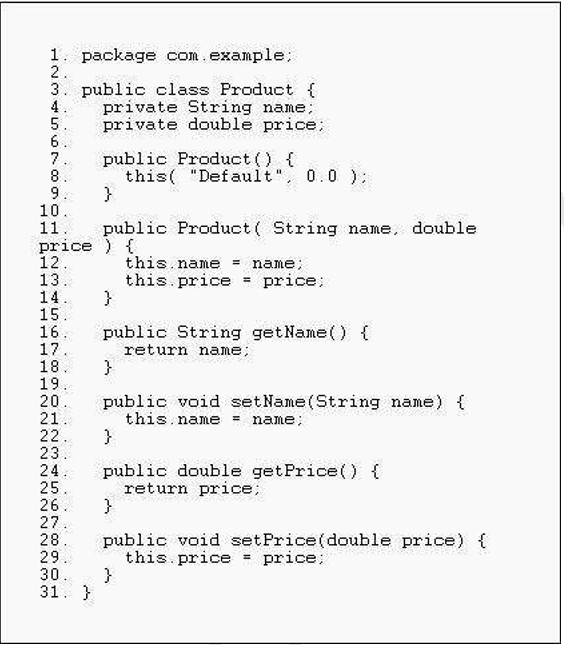 1. package com.example;
2.
3. public class Product {
4. private String name;
5. private double price;
6.
7. public Product() {
8. this( "Default", 0.0 );
9. }
10.
11. public Product( String name, double
price ) {
12. this.name = name;
13. this.price = price;
14. }
15.
16. public String getName() {
17. return name;
18. }
19.
20. public void setName(String name) {
21. this.name = name;
22. }
23.
24. public double getPrice() {
25. return price;
26. }
27.
28. public void setPrice(double price) {
29. this.price = price;
30. }
31. }